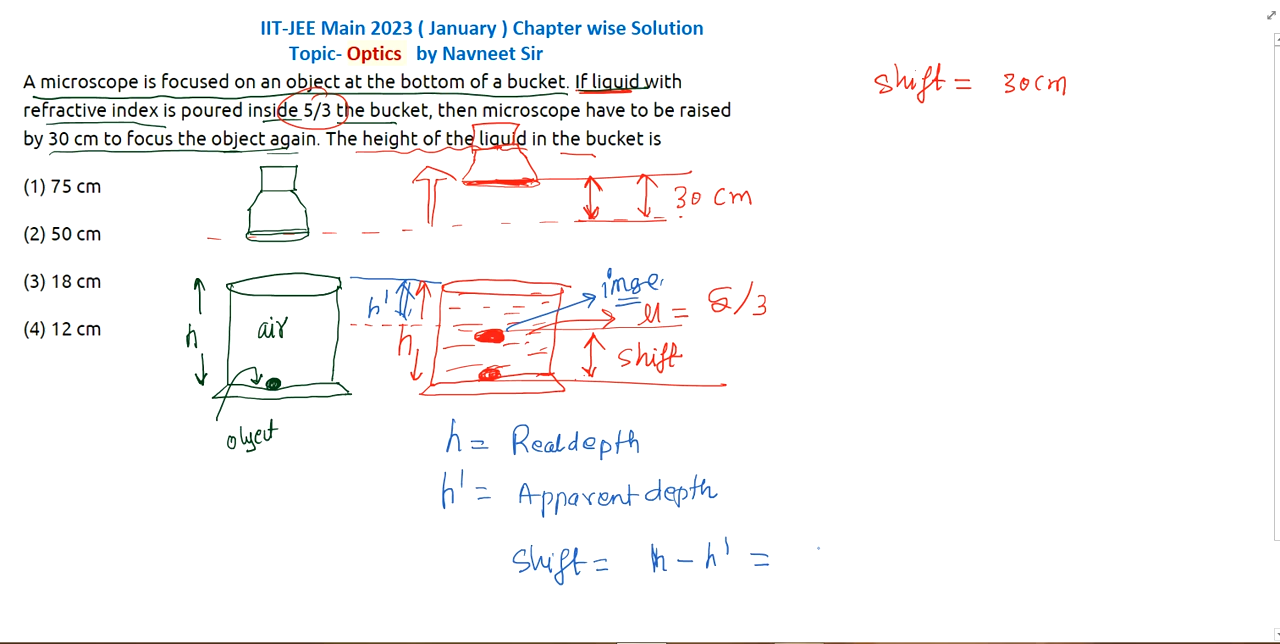 IIT-JEE Main 2023 ( January ) Chapter wise Solution
Topic- Optics by Navneet Sir
A microscope is focused on an object at the bottom of a bucket. If liquid with
refractive index is poured inside 5/3 the bucket, then microscope have to be raised
by 30 cm to focus the object again. The height of the liquid in the bucket is
(1) 75 cm
(2) 50 cm
(3) 18 cm
(4) 12 cm
shift = 30cm
30 cm
h
air
object
h'
h
imge
μ = 5/3
shift
h = Real depth
h' = Apparent depth
shift = h - h' =